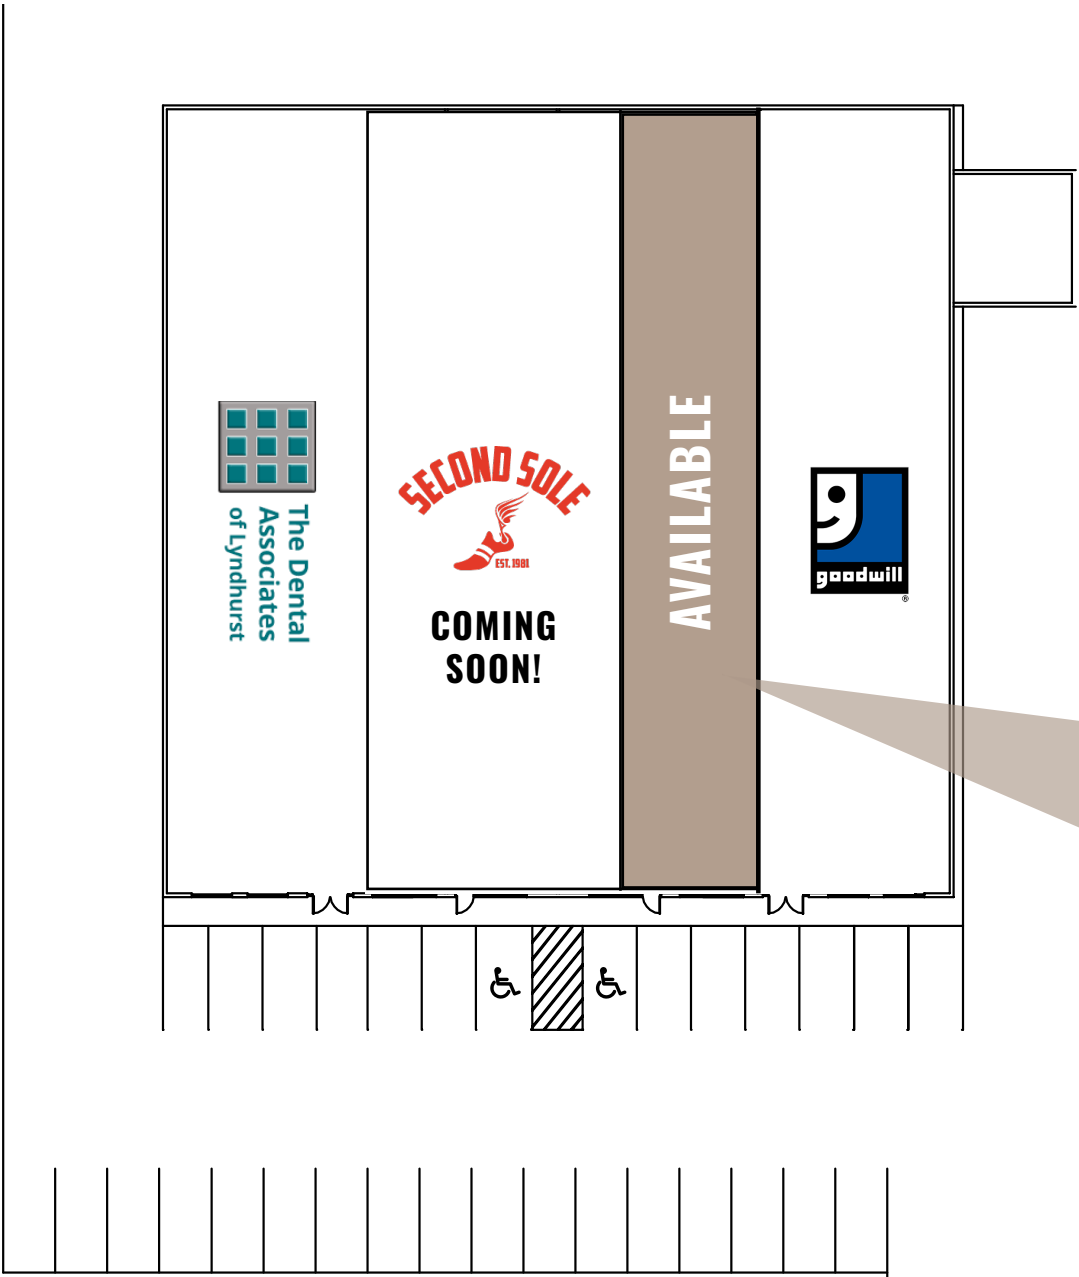 The Dental
Associates
of Lyndhurst
SECOND SOLE
EST. 1981
COMING
SOON!
AVAILABLE
goodwill
®